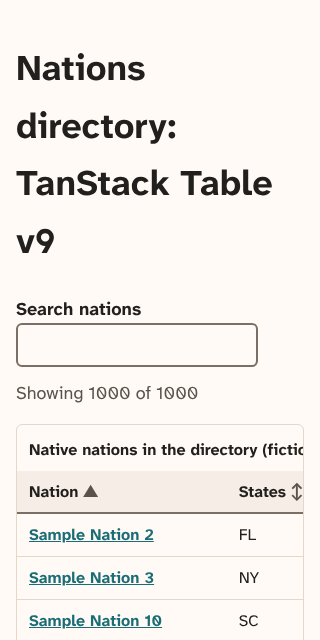 Nations
directory:
TanStack Table
v9
Search nations
Showing 1000 of 1000
Native nations in the directory (fictic
Nation ▲ States ↕
Sample Nation 2 FL
Sample Nation 3 NY
Sample Nation 10 SC